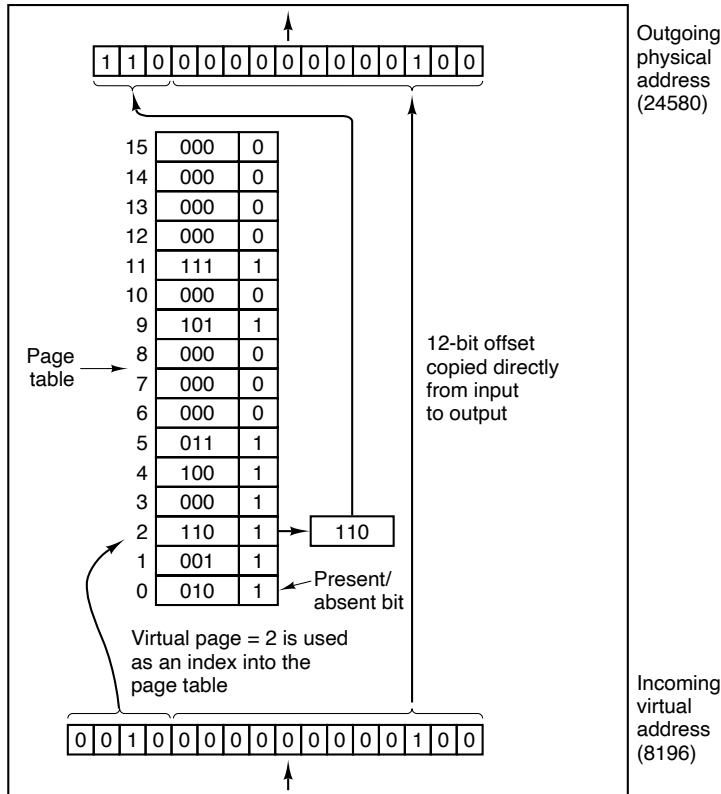 1 1 0 0 0 0 0 0 0 0 0 0 1 0 0
Outgoing
physical
address
(24580)
15 000 0
14 000 0
13 000 0
12 000 0
11 111 1
10 000 0
9 101 1
8 000 0
7 000 0
6 000 0
5 011 1
4 100 1
3 000 1
2 110 1 110
1 001 1
0 010 1
Page
table
12-bit offset
copied directly
from input
to output
Present/
absent bit
Virtual page = 2 is used
as an index into the
page table
0 0 1 0 0 0 0 0 0 0 0 0 0 1 0 0
Incoming
virtual
address
(8196)